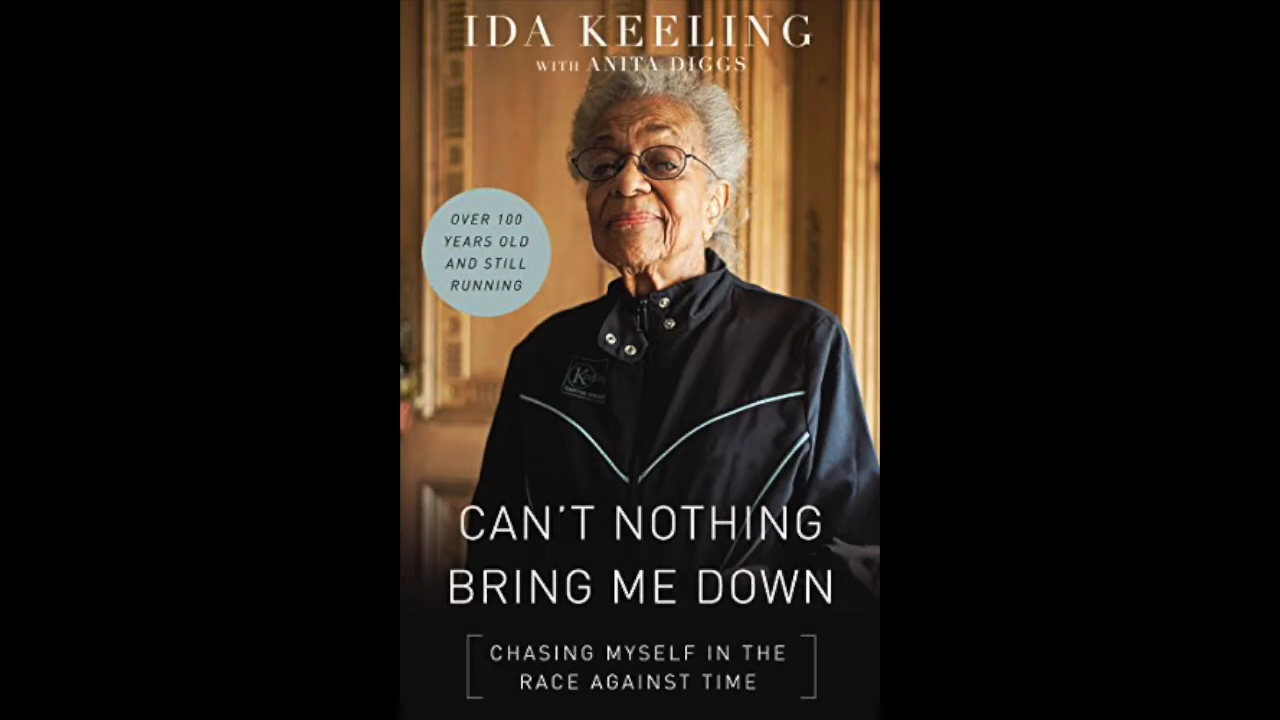 IDA KEELING
WITH ANITA DIGGS
OVER 100
YEARS OLD
AND STILL
RUNNING
CAN'T NOTHING
BRING ME DOWN
CHASING MYSELF IN THE
RACE AGAINST TIME